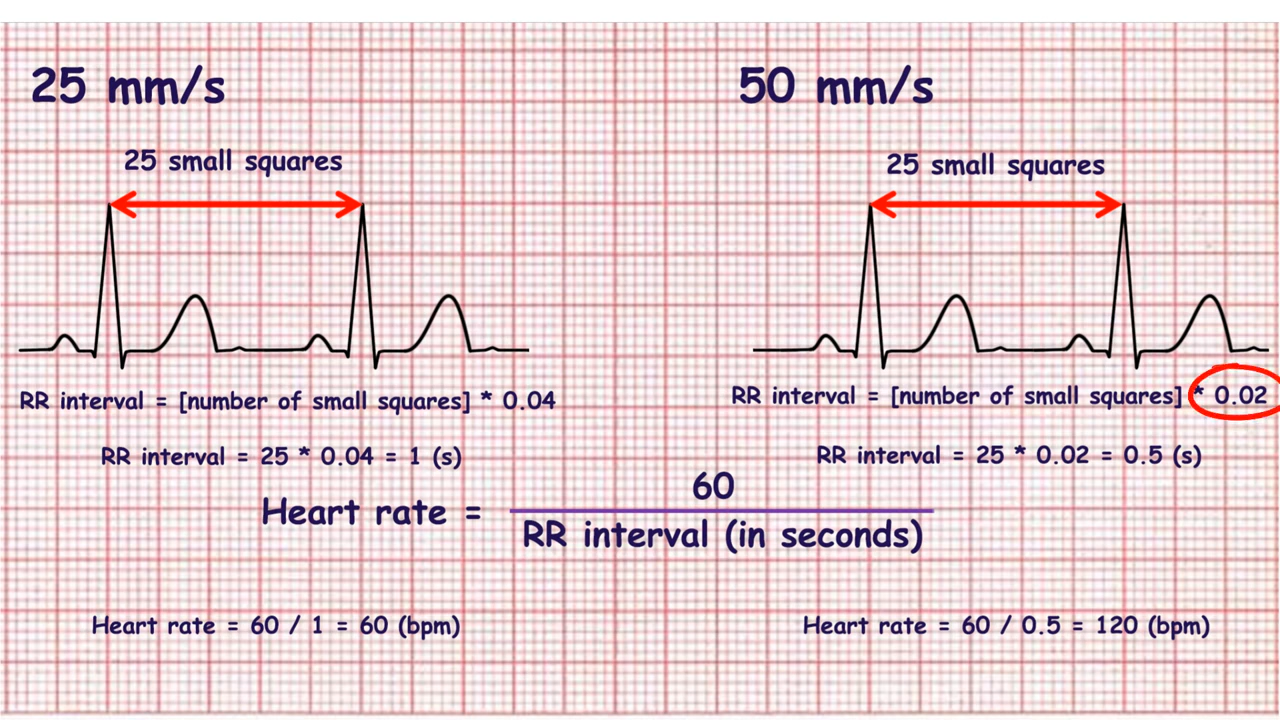 25 mm/s
25 small squares
RR interval = [number of small squares] * 0.04
RR interval = 25 * 0.04 = 1 (s)
50 mm/s
25 small squares
RR interval = [number of small squares] * 0.02
RR interval = 25 * 0.02 = 0.5 (s)
Heart rate =
60
RR interval (in seconds)
Heart rate = 60 / 1 = 60 (bpm)
Heart rate = 60 / 0.5 = 120 (bpm)